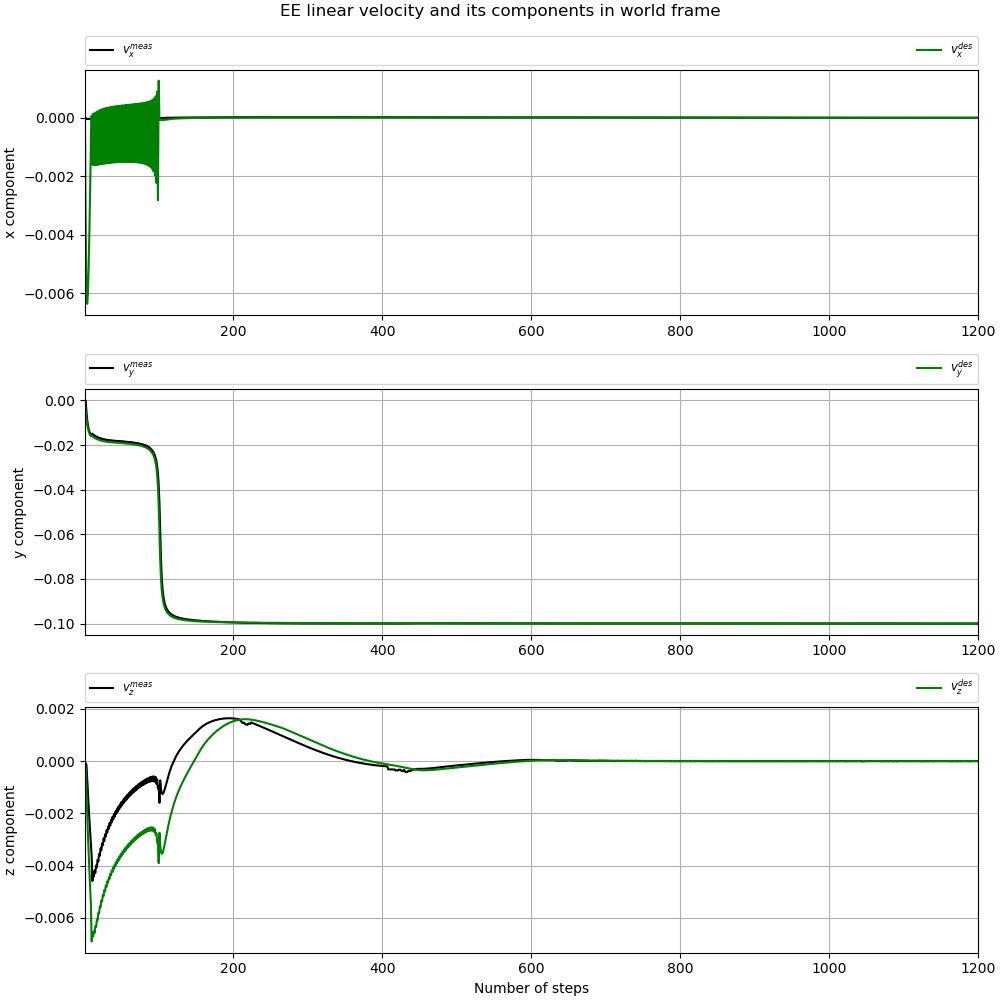 EE linear velocity and its components in world frame
v_x^meas v_x^des
0.000
−0.002
−0.004
−0.006
x component
200 400 600 800 1000 1200
v_y^meas v_y^des
0.00
−0.02
−0.04
−0.06
−0.08
−0.10
y component
200 400 600 800 1000 1200
v_z^meas v_z^des
0.002
0.000
−0.002
−0.004
−0.006
z component
200 400 600 800 1000 1200
Number of steps